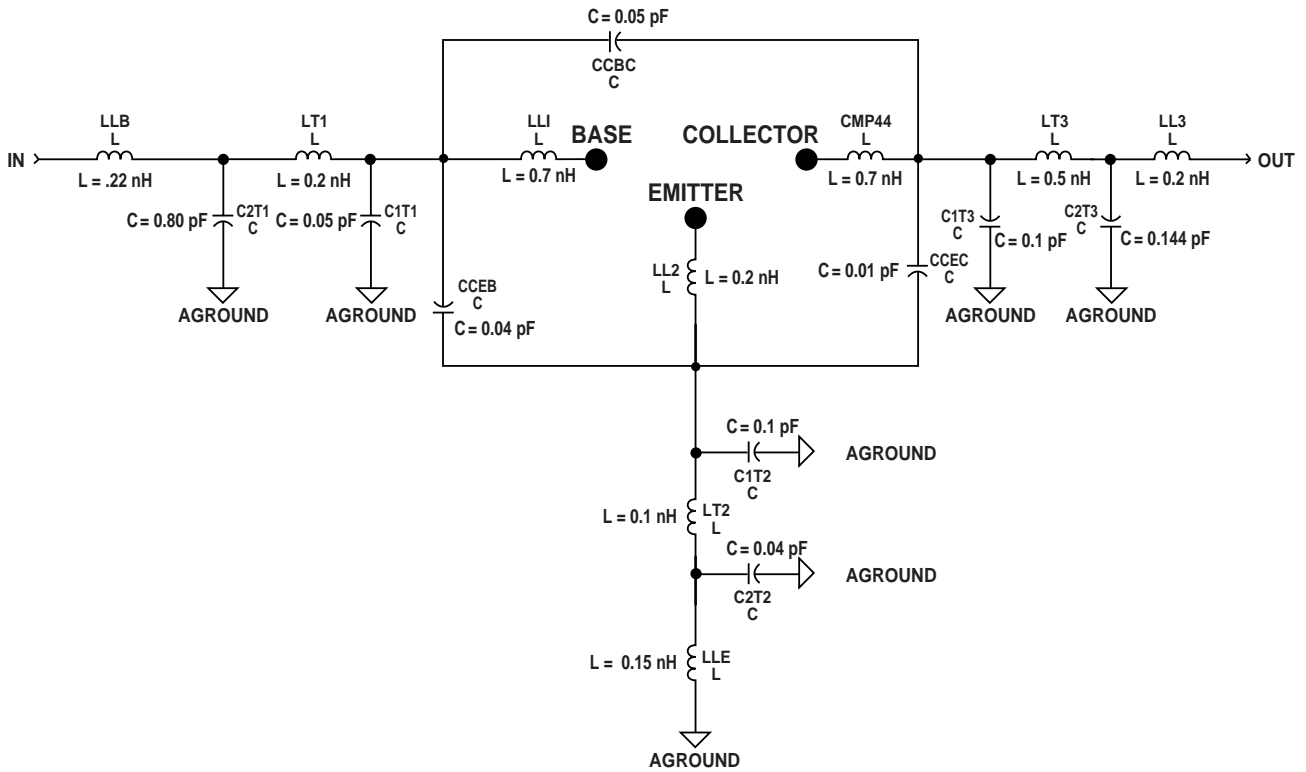 C = 0.05 pF
CCBC
C
LLB
L
LT1
L
LLI
L
BASE
COLLECTOR
CMP44
L
LT3
L
LL3
L
IN
OUT
L = .22 nH
L = 0.2 nH
L = 0.7 nH
L = 0.7 nH
L = 0.5 nH
L = 0.2 nH
EMITTER
C = 0.80 pF
C2T1
C
C = 0.05 pF
C1T1
C
C1T3
C
C = 0.1 pF
C2T3
C
C = 0.144 pF
LL2
L
L = 0.2 nH
C = 0.01 pF
CCEC
C
CCEB
C
C = 0.04 pF
AGROUND
AGROUND
AGROUND
AGROUND
C = 0.1 pF
C1T2
C
AGROUND
L = 0.1 nH
LT2
L
C = 0.04 pF
C2T2
C
AGROUND
L = 0.15 nH
LLE
L
AGROUND